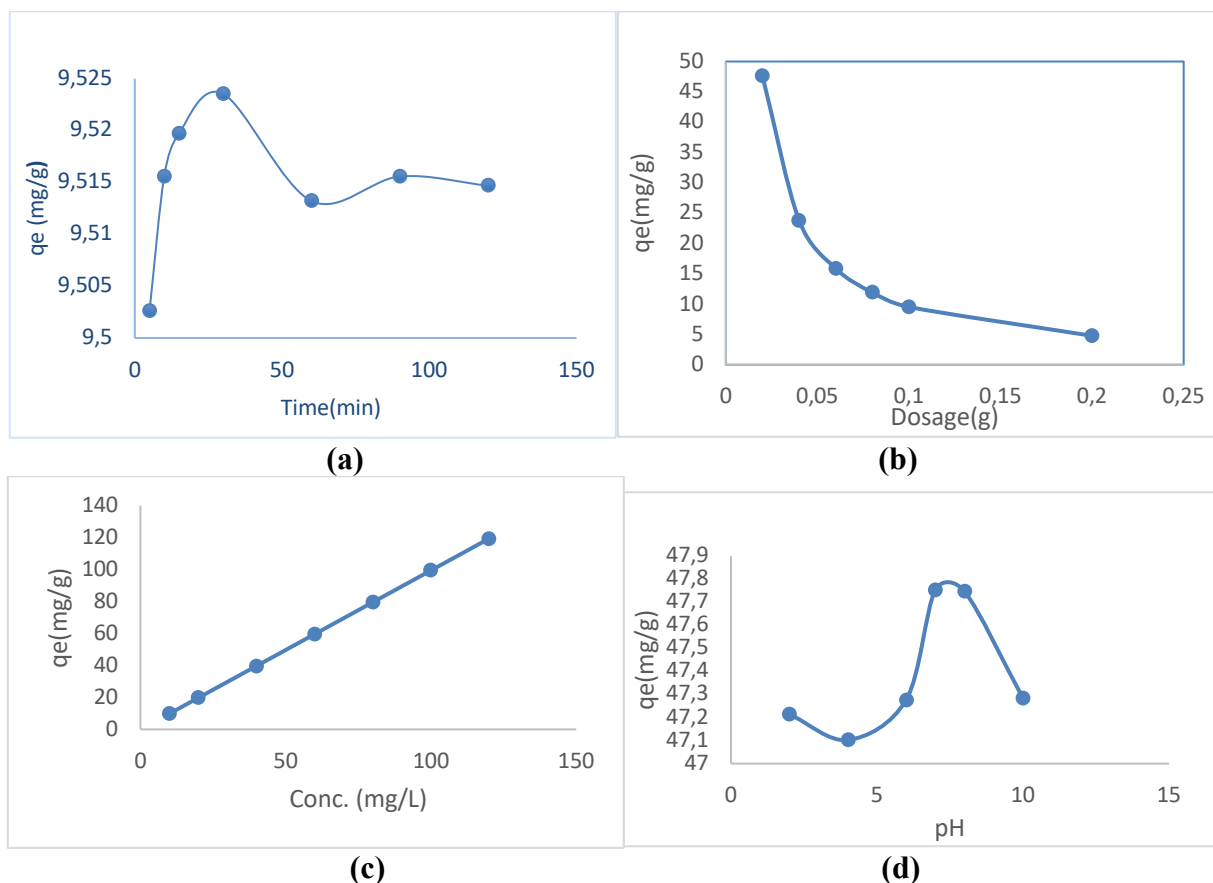 9,525
9,52
9,515
9,51
9,505
9,5
qe (mg/g)
0 50 100 150
Time(min)
(a)
50
45
40
35
30
25
20
15
10
5
0
qe(mg/g)
0 0,05 0,1 0,15 0,2 0,25
Dosage(g)
(b)
140
120
100
80
60
40
20
0
qe(mg/g)
0 50 100 150
Conc. (mg/L)
(c)
47,9
47,8
47,7
47,6
47,5
47,4
47,3
47,2
47,1
47
qe(mg/g)
0 5 10 15
pH
(d)